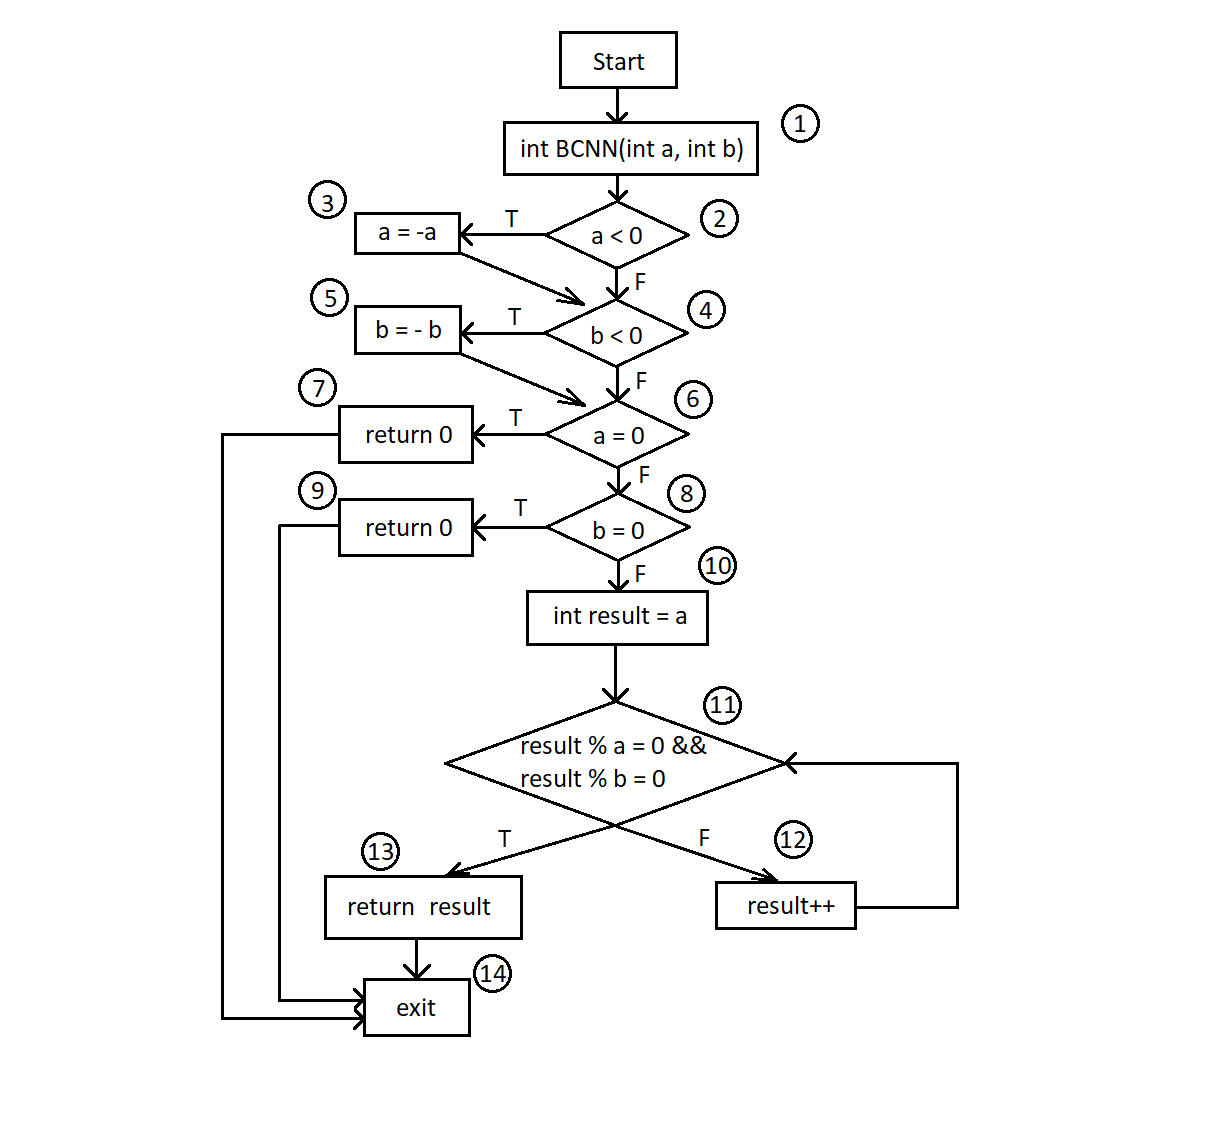 Start
1
int BCNN(int a, int b)
3
2
T
a = -a
a < 0
F
5
4
T
b = - b
b < 0
F
7
6
T
return 0
a = 0
F
9
8
T
return 0
b = 0
F
10
int result = a
11
result % a = 0 &&
result % b = 0
T
F
13
12
return result
result++
14
exit